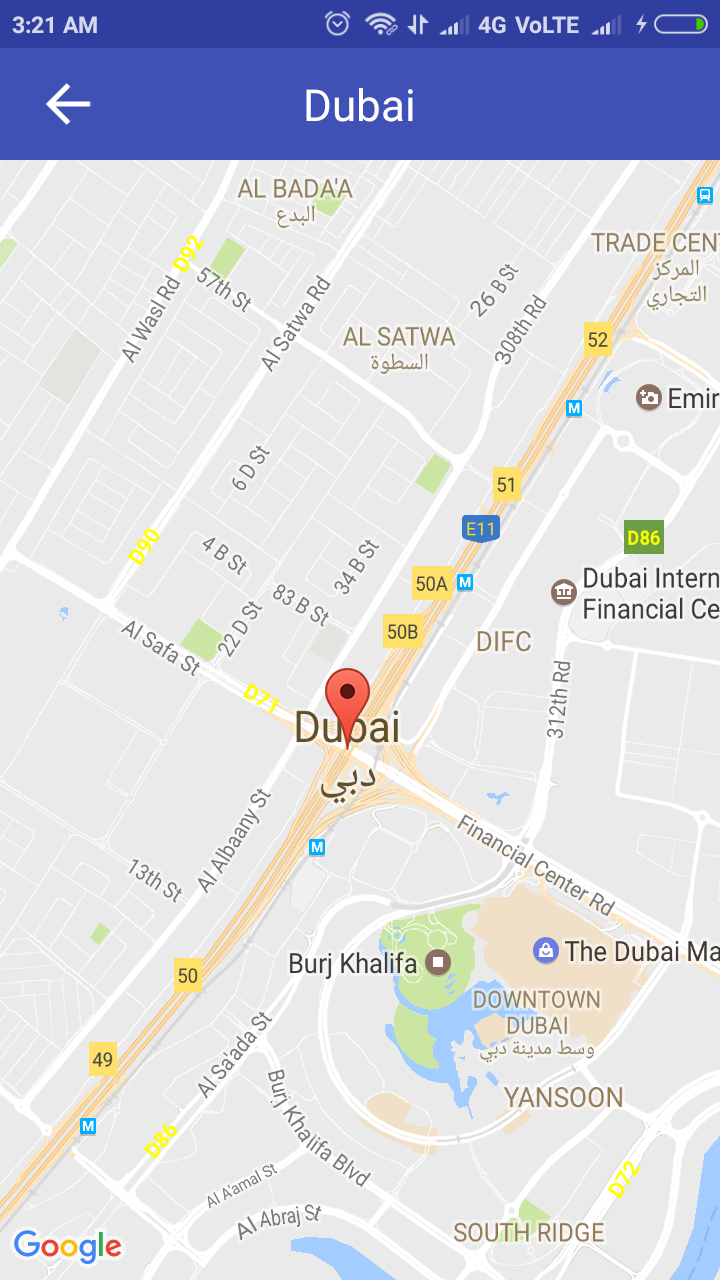 3:21 AM
4G VoLTE
Dubai
AL BADA'A
البدع
D92
TRADE CEN
المركز
التجاري
57th St
26 B St
Al Wasl Rd
Al Satwa Rd
308th Rd
AL SATWA
السطوة
52
M
Emir
6 D St
51
E11
D90
D86
4 B St
34 B St
50A
M
Dubai Intern
Financial Ce
83 B St
22 D St
50B
DIFC
Al Safa St
D71
312th Rd
Dubai
دبي
Al Albaany St
M
Financial Center Rd
13th St
50
Burj Khalifa
The Dubai Ma
DOWNTOWN
DUBAI
وسط مدينة دبي
49
Al Sa'ada St
YANSOON
M
D86
Burj Khalifa Blvd
D72
Al A'amal St
Al Abraj St
SOUTH RIDGE
Google